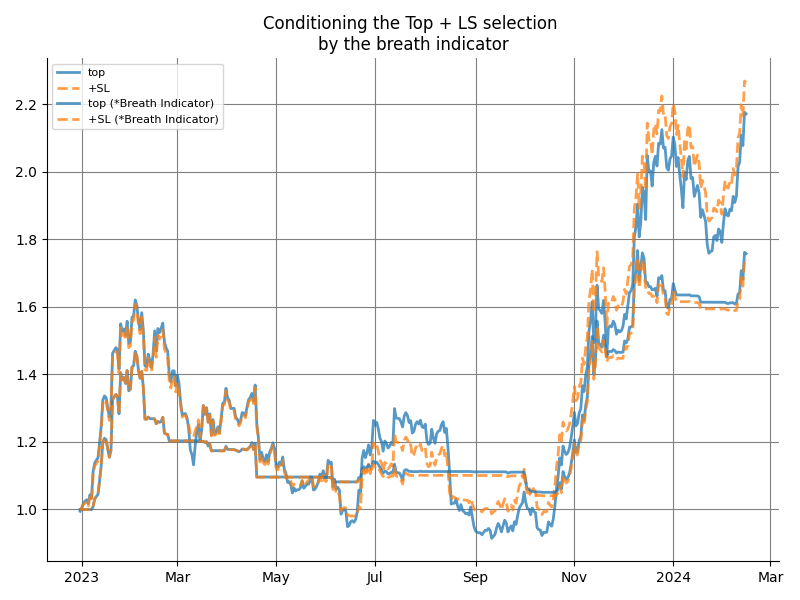 Conditioning the Top + LS selection
by the breath indicator
top
+SL
top (*Breath Indicator)
+SL (*Breath Indicator)
2.2
2.0
1.8
1.6
1.4
1.2
1.0
2023
Mar
May
Jul
Sep
Nov
2024
Mar